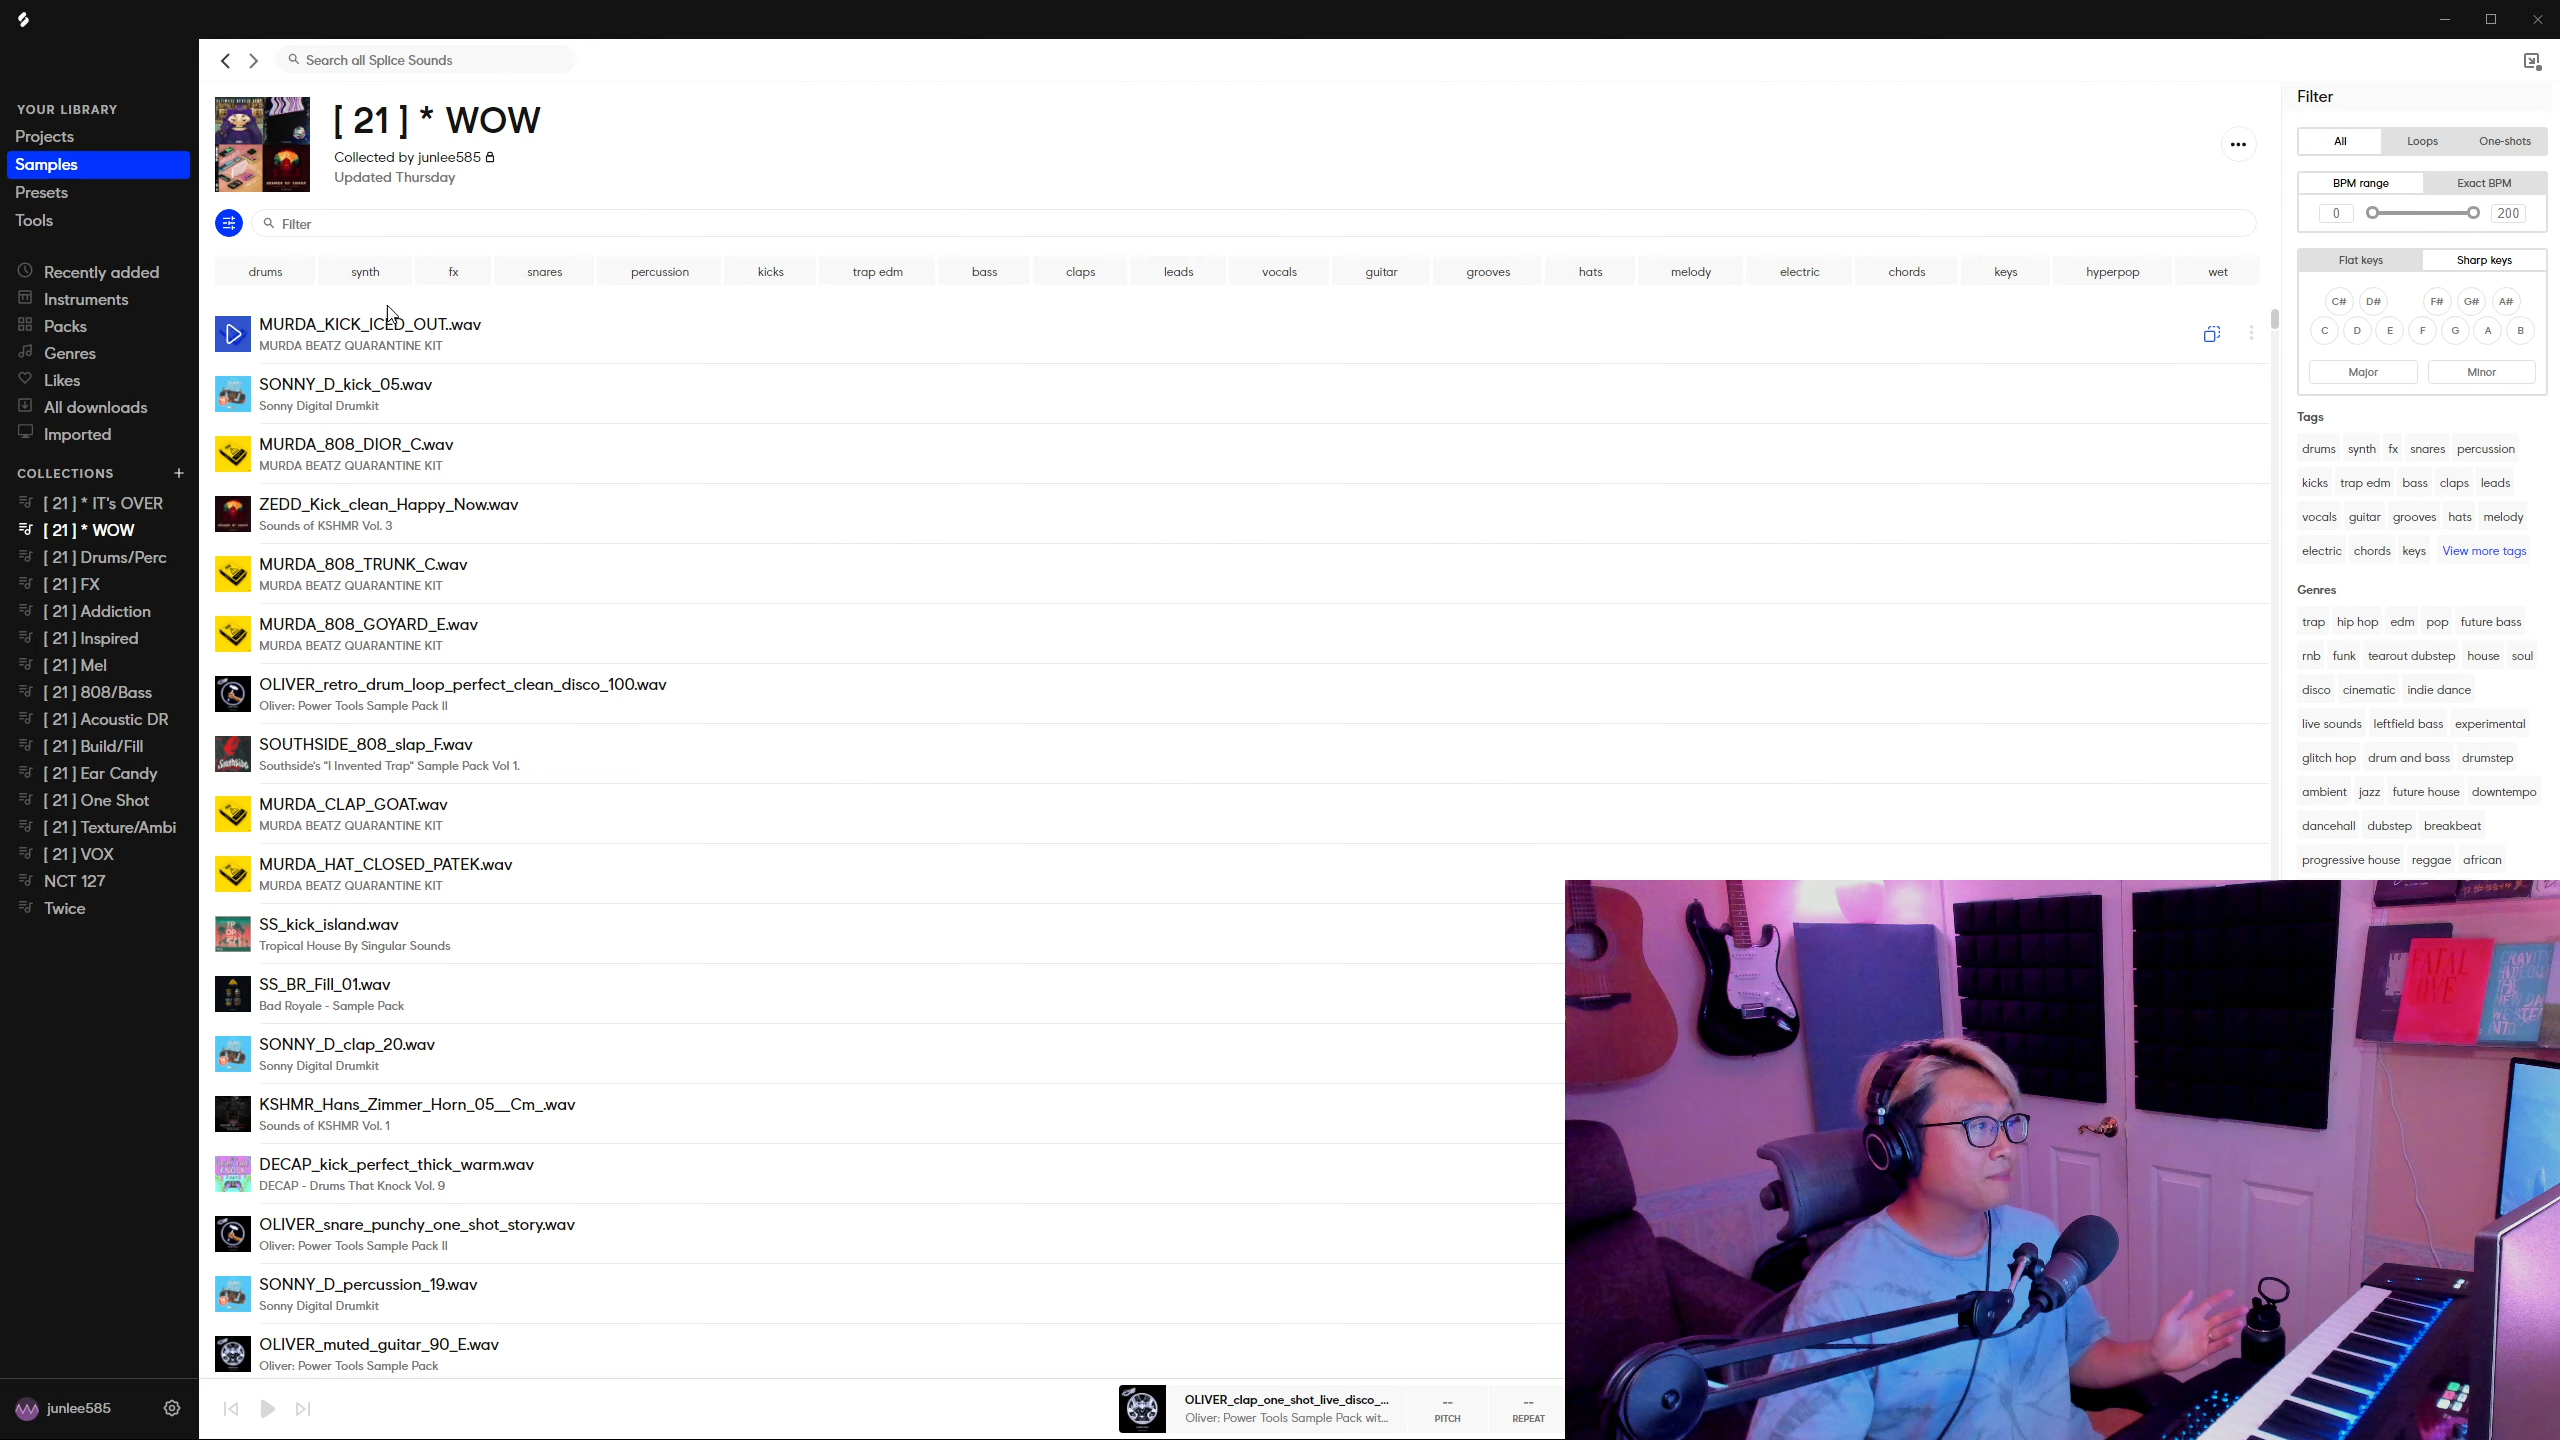 Search all Splice Sounds
YOUR LIBRARY
Projects
Samples
Presets
Tools
Recently added
Instruments
Packs
Genres
Likes
All downloads
Imported
COLLECTIONS +
[ 21 ] * IT's OVER
[ 21 ] * WOW
[ 21 ] Drums/Perc
[ 21 ] FX
[ 21 ] Addiction
[ 21 ] Inspired
[ 21 ] Mel
[ 21 ] 808/Bass
[ 21 ] Acoustic DR
[ 21 ] Build/Fill
[ 21 ] Ear Candy
[ 21 ] One Shot
[ 21 ] Texture/Ambi
[ 21 ] VOX
NCT 127
Twice
junlee585
[ 21 ] * WOW
Collected by junlee585
Updated Thursday
Filter
drums synth fx snares percussion kicks trap edm bass claps leads vocals guitar grooves hats melody electric chords keys hyperpop wet
MURDA_KICK_ICED_OUT..wav
MURDA BEATZ QUARANTINE KIT
SONNY_D_kick_05.wav
Sonny Digital Drumkit
MURDA_808_DIOR_C.wav
MURDA BEATZ QUARANTINE KIT
ZEDD_Kick_clean_Happy_Now.wav
Sounds of KSHMR Vol. 3
MURDA_808_TRUNK_C.wav
MURDA BEATZ QUARANTINE KIT
MURDA_808_GOYARD_E.wav
MURDA BEATZ QUARANTINE KIT
OLIVER_retro_drum_loop_perfect_clean_disco_100.wav
Oliver: Power Tools Sample Pack II
SOUTHSIDE_808_slap_F.wav
Southside's "I Invented Trap" Sample Pack Vol 1.
MURDA_CLAP_GOAT.wav
MURDA BEATZ QUARANTINE KIT
MURDA_HAT_CLOSED_PATEK.wav
MURDA BEATZ QUARANTINE KIT
SS_kick_island.wav
Tropical House By Singular Sounds
SS_BR_Fill_01.wav
Bad Royale - Sample Pack
SONNY_D_clap_20.wav
Sonny Digital Drumkit
KSHMR_Hans_Zimmer_Horn_05__Cm_.wav
Sounds of KSHMR Vol. 1
DECAP_kick_perfect_thick_warm.wav
DECAP - Drums That Knock Vol. 9
OLIVER_snare_punchy_one_shot_story.wav
Oliver: Power Tools Sample Pack II
SONNY_D_percussion_19.wav
Sonny Digital Drumkit
OLIVER_muted_guitar_90_E.wav
Oliver: Power Tools Sample Pack
OLIVER_clap_one_shot_live_disco_...
Oliver: Power Tools Sample Pack wit...
-- PITCH
-- REPEAT
Filter
All Loops One-shots
BPM range Exact BPM
0 200
Flat keys Sharp keys
C# D# F# G# A#
C D E F G A B
Major Minor
Tags
drums synth fx snares percussion
kicks trap edm bass claps leads
vocals guitar grooves hats melody
electric chords keys View more tags
Genres
trap hip hop edm pop future bass
rnb funk tearout dubstep house soul
disco cinematic indie dance
live sounds leftfield bass experimental
glitch hop drum and bass drumstep
ambient jazz future house downtempo
dancehall dubstep breakbeat
progressive house reggae african
FATAL
LOVE